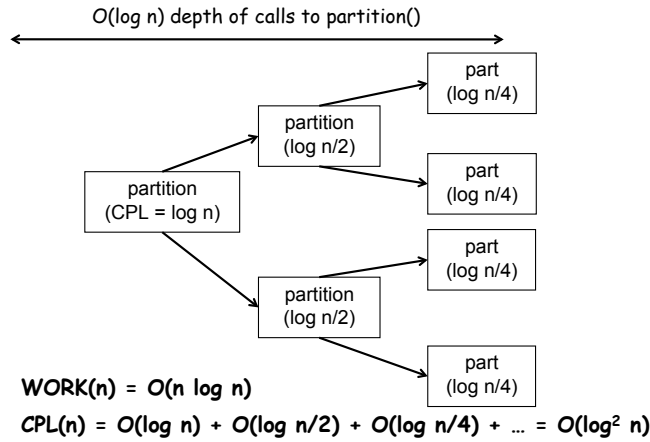 O(log n) depth of calls to partition()
part
(log n/4)
partition
(log n/2)
part
(log n/4)
partition
(CPL = log n)
part
(log n/4)
partition
(log n/2)
part
(log n/4)
WORK(n) = O(n log n)
CPL(n) = O(log n) + O(log n/2) + O(log n/4) + … = O(log² n)